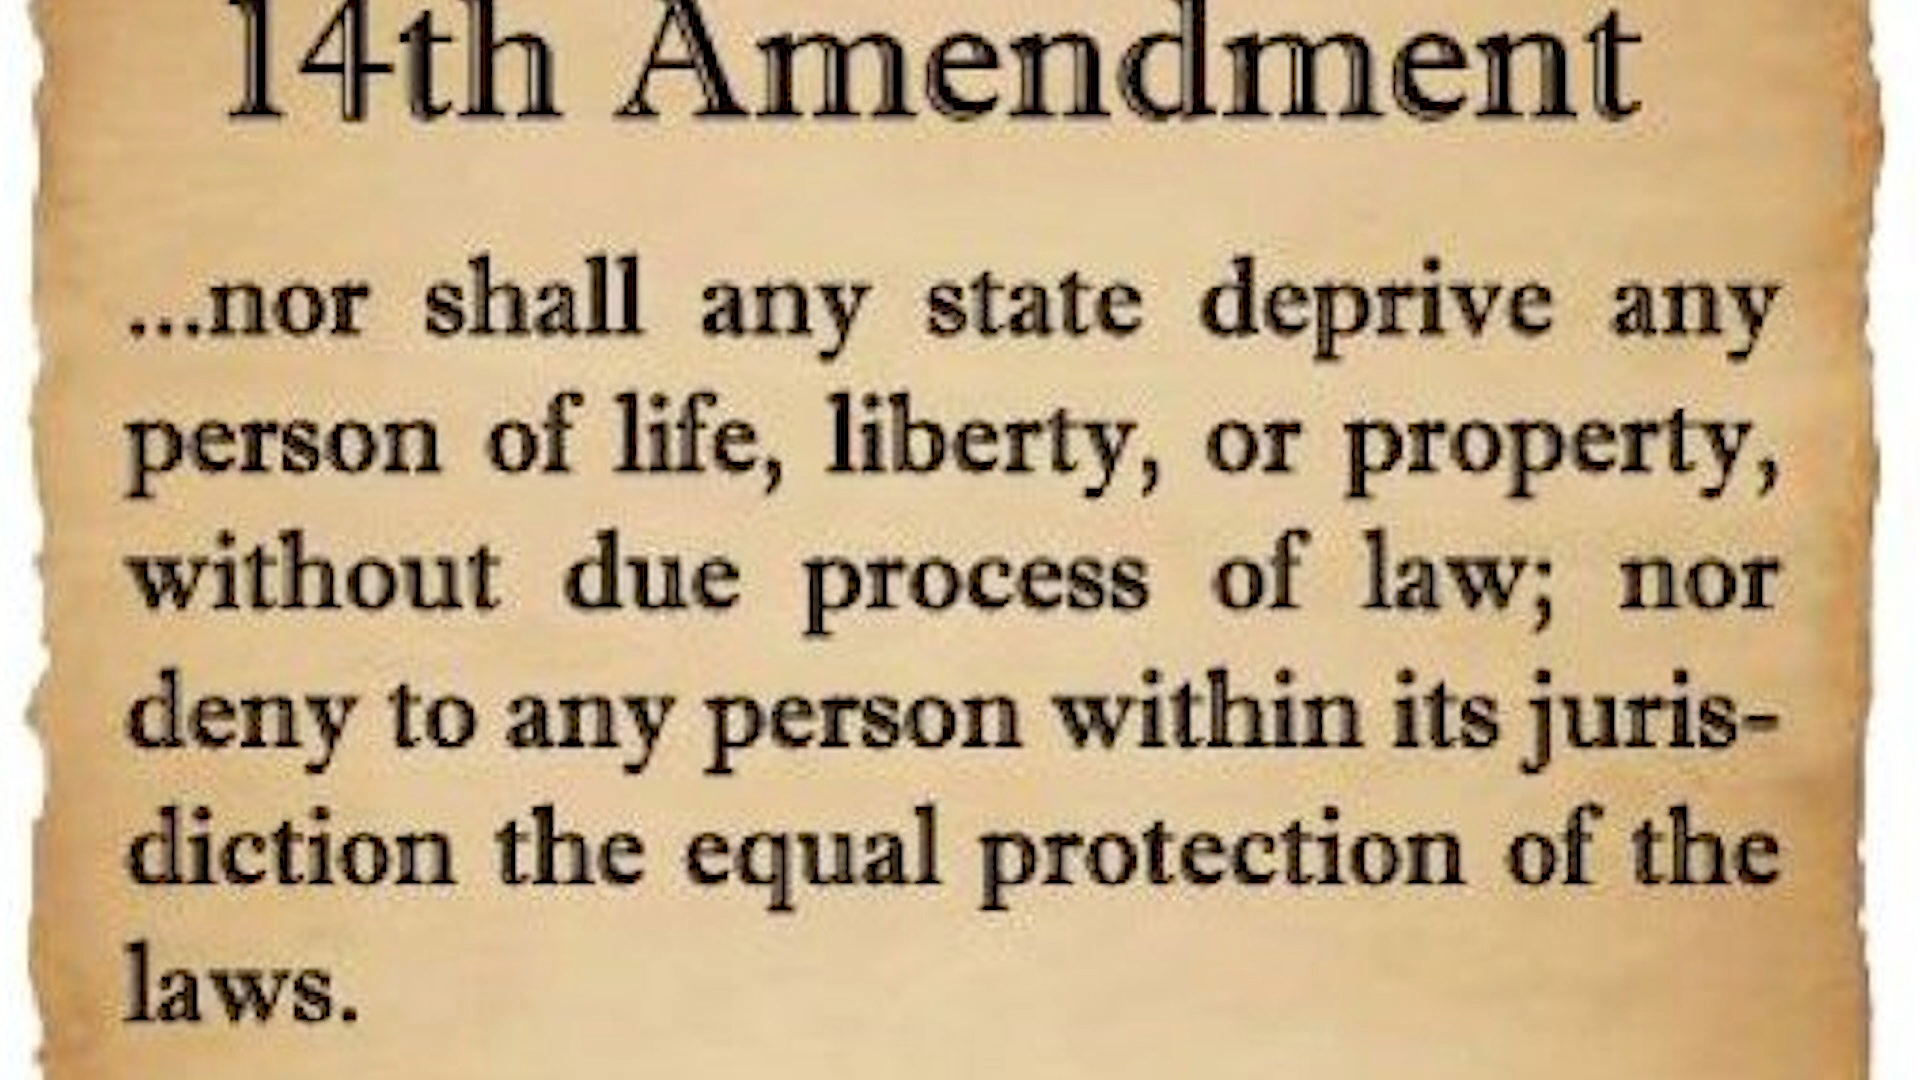 14th Amendment
...nor shall any state deprive any
person of life, liberty, or property,
without due process of law; nor
deny to any person within its juris-
diction the equal protection of the
laws.